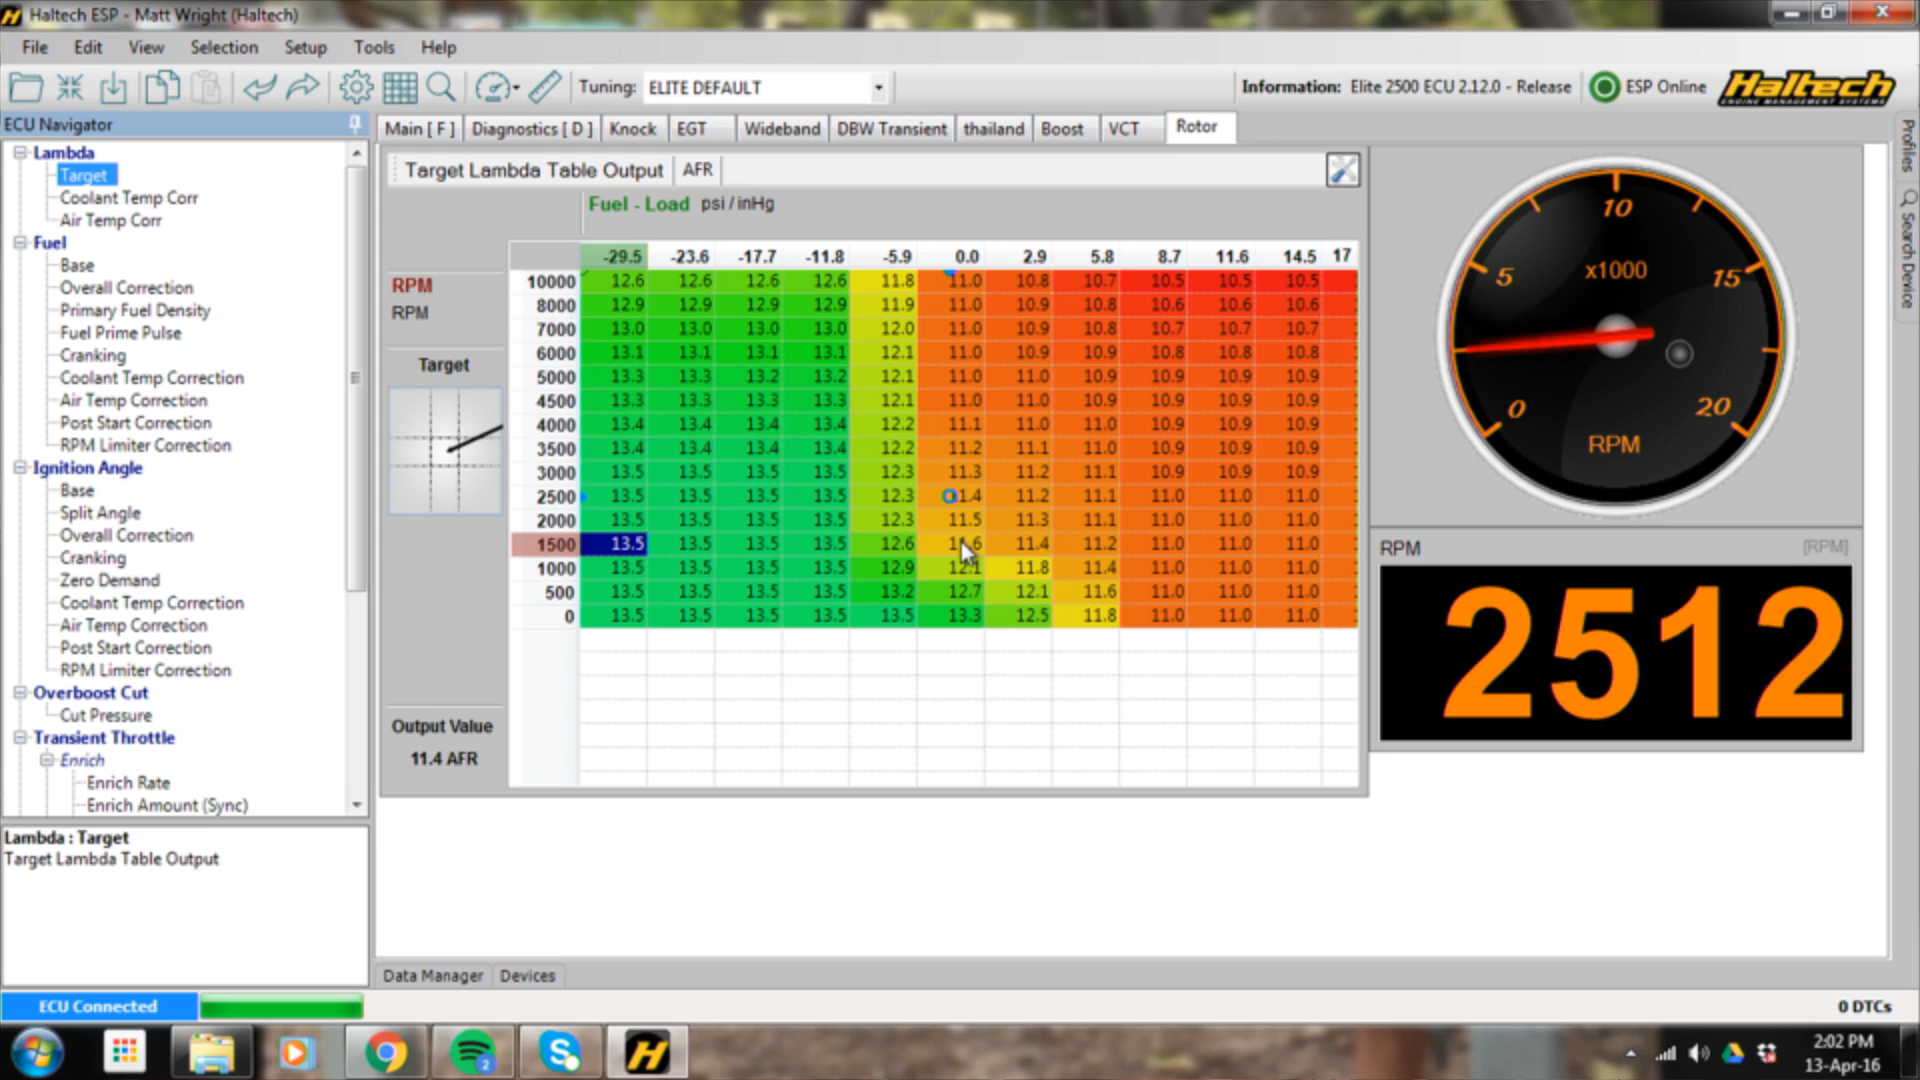 Haltech ESP - Matt Wright (Haltech)
File Edit View Selection Setup Tools Help
Tuning: ELITE DEFAULT
Information: Elite 2500 ECU 2.12.0 - Release
ESP Online
Haltech
ENGINE MANAGEMENT SYSTEMS
ECU Navigator
Lambda
Target
Coolant Temp Corr
Air Temp Corr
Fuel
Base
Overall Correction
Primary Fuel Density
Fuel Prime Pulse
Cranking
Coolant Temp Correction
Air Temp Correction
Post Start Correction
RPM Limiter Correction
Ignition Angle
Base
Split Angle
Overall Correction
Cranking
Zero Demand
Coolant Temp Correction
Air Temp Correction
Post Start Correction
RPM Limiter Correction
Overboost Cut
Cut Pressure
Transient Throttle
Enrich
Enrich Rate
Enrich Amount (Sync)
Lambda : Target
Target Lambda Table Output
ECU Connected
Main [ F ] Diagnostics [ D ] Knock EGT Wideband DBW Transient thailand Boost VCT Rotor
Target Lambda Table Output AFR
Fuel - Load psi / inHg
RPM
RPM
Target
Output Value
11.4 AFR
-29.5 -23.6 -17.7 -11.8 -5.9 0.0 2.9 5.8 8.7 11.6 14.5 17
10000 12.6 12.6 12.6 12.6 11.8 11.0 10.8 10.7 10.5 10.5 10.5
8000 12.9 12.9 12.9 12.9 11.9 11.0 10.9 10.8 10.6 10.6 10.6
7000 13.0 13.0 13.0 13.0 12.0 11.0 10.9 10.8 10.7 10.7 10.7
6000 13.1 13.1 13.1 13.1 12.1 11.0 10.9 10.9 10.8 10.8 10.8
5000 13.3 13.3 13.2 13.2 12.1 11.0 11.0 10.9 10.9 10.9 10.9
4500 13.3 13.3 13.3 13.3 12.1 11.0 11.0 10.9 10.9 10.9 10.9
4000 13.4 13.4 13.4 13.4 12.2 11.1 11.0 11.0 10.9 10.9 10.9
3500 13.4 13.4 13.4 13.4 12.2 11.2 11.1 11.0 10.9 10.9 10.9
3000 13.5 13.5 13.5 13.5 12.3 11.3 11.2 11.1 10.9 10.9 10.9
2500 13.5 13.5 13.5 13.5 12.3 11.4 11.2 11.1 11.0 11.0 11.0
2000 13.5 13.5 13.5 13.5 12.3 11.5 11.3 11.1 11.0 11.0 11.0
1500 13.5 13.5 13.5 13.5 12.6 11.6 11.4 11.2 11.0 11.0 11.0
1000 13.5 13.5 13.5 13.5 12.9 12.1 11.8 11.4 11.0 11.0 11.0
500 13.5 13.5 13.5 13.5 13.2 12.7 12.1 11.6 11.0 11.0 11.0
0 13.5 13.5 13.5 13.5 13.5 13.3 12.5 11.8 11.0 11.0 11.0
0 5 10 15 20
x1000
RPM
RPM [RPM]
2512
Profiles
Search Device
Data Manager Devices
0 DTCs
2
2:02 PM
13-Apr-16